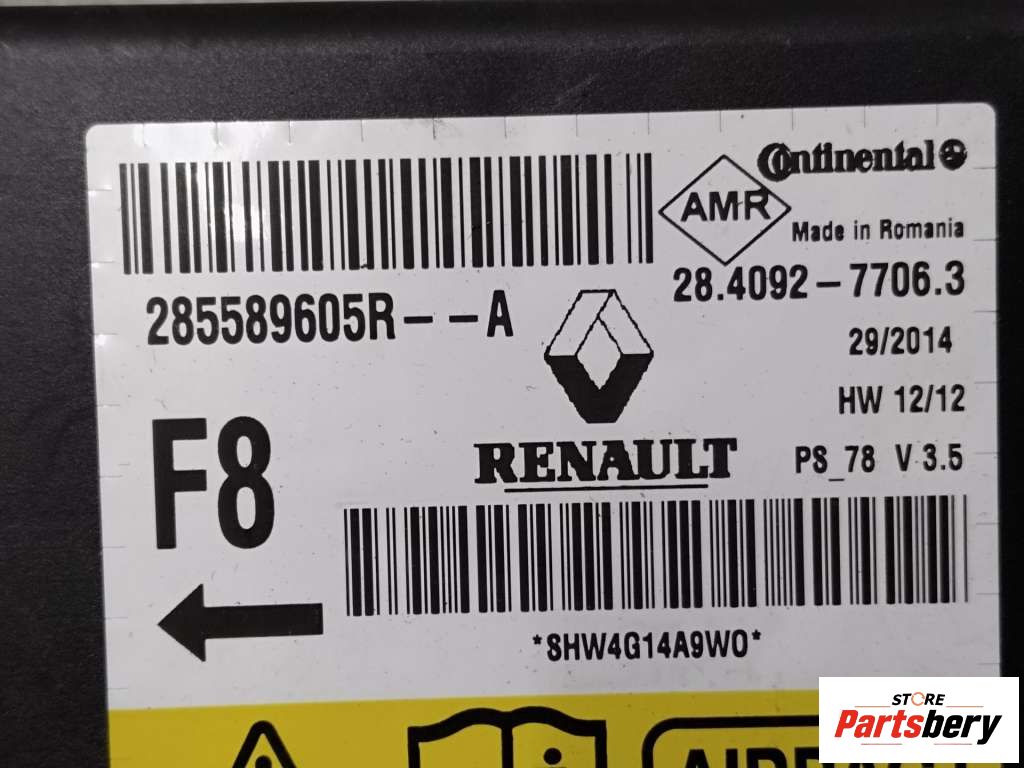 Continental
AMR
Made in Romania
285589605R--A
28.4092-7706.3
29/2014
HW 12/12
F8
RENAULT
PS_78 V 3.5
*8HW4G14A9W0*
AIRBAG
STORE
Partsbery